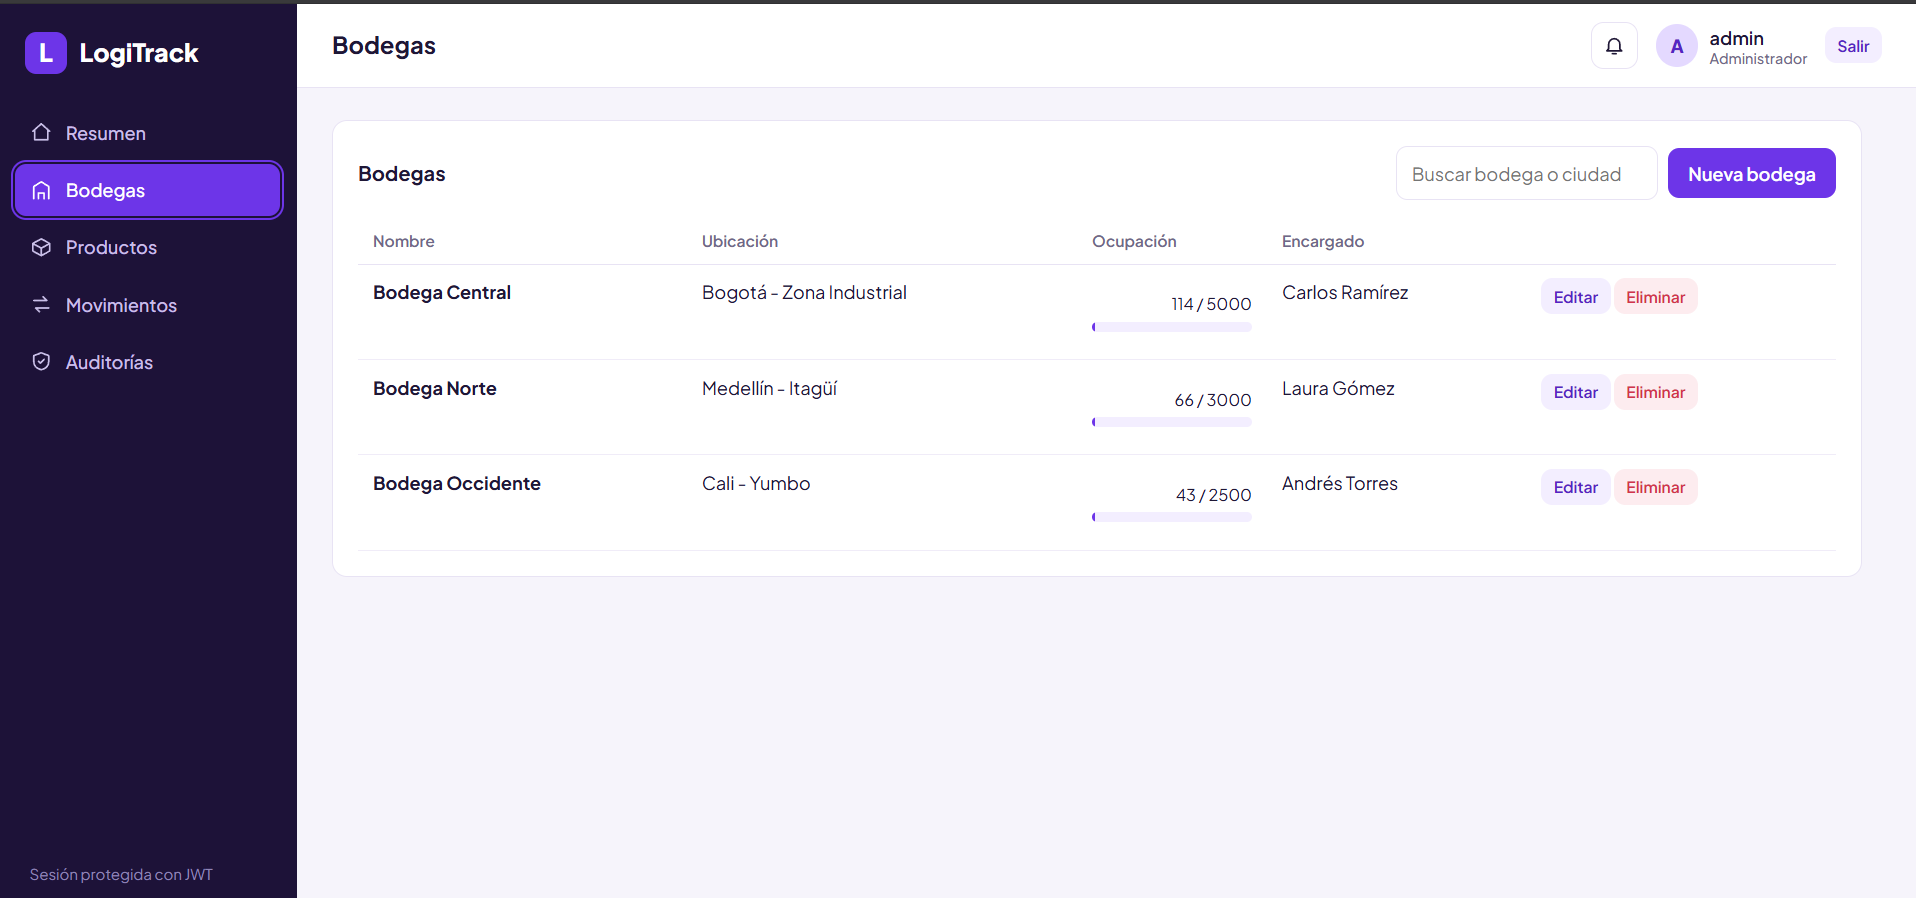 L LogiTrack
Resumen
Bodegas
Productos
Movimientos
Auditorías
Sesión protegida con JWT
Bodegas
A
admin
Administrador
Salir
Bodegas
Buscar bodega o ciudad
Nueva bodega
Nombre Ubicación Ocupación Encargado
Bodega Central Bogotá - Zona Industrial 114 / 5000 Carlos Ramírez Editar Eliminar
Bodega Norte Medellín - Itagüí 66 / 3000 Laura Gómez Editar Eliminar
Bodega Occidente Cali - Yumbo 43 / 2500 Andrés Torres Editar Eliminar